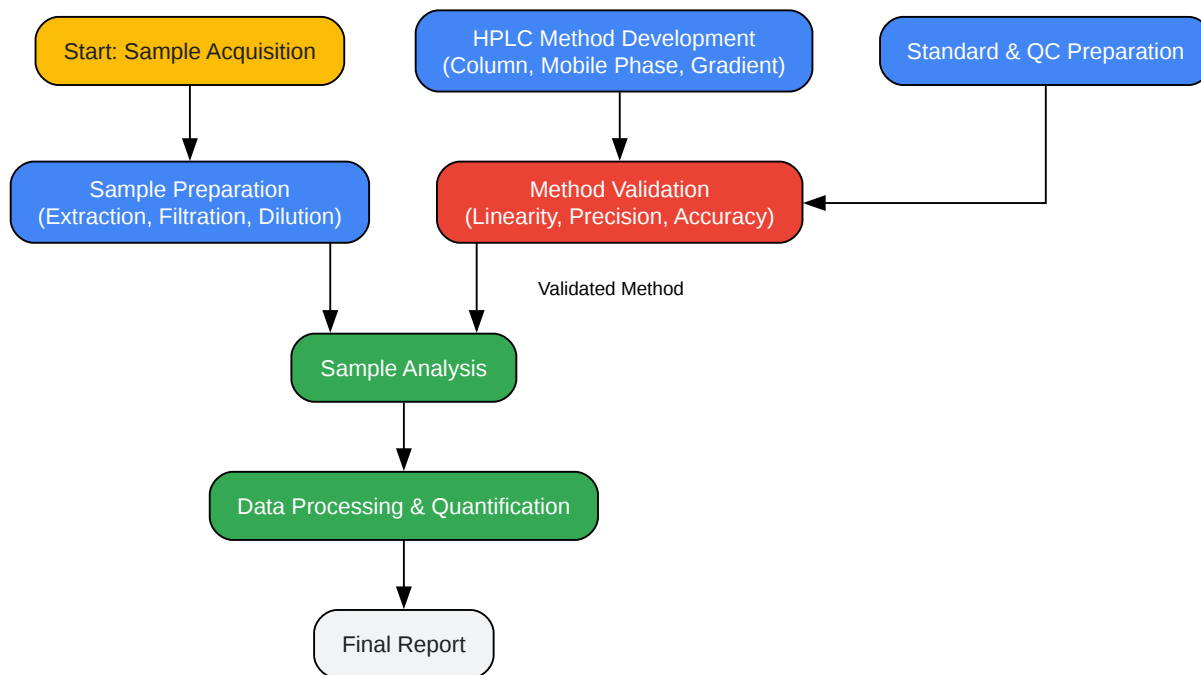 Start: Sample Acquisition
HPLC Method Development
(Column, Mobile Phase, Gradient)
Standard & QC Preparation
Sample Preparation
(Extraction, Filtration, Dilution)
Method Validation
(Linearity, Precision, Accuracy)
Validated Method
Sample Analysis
Data Processing & Quantification
Final Report